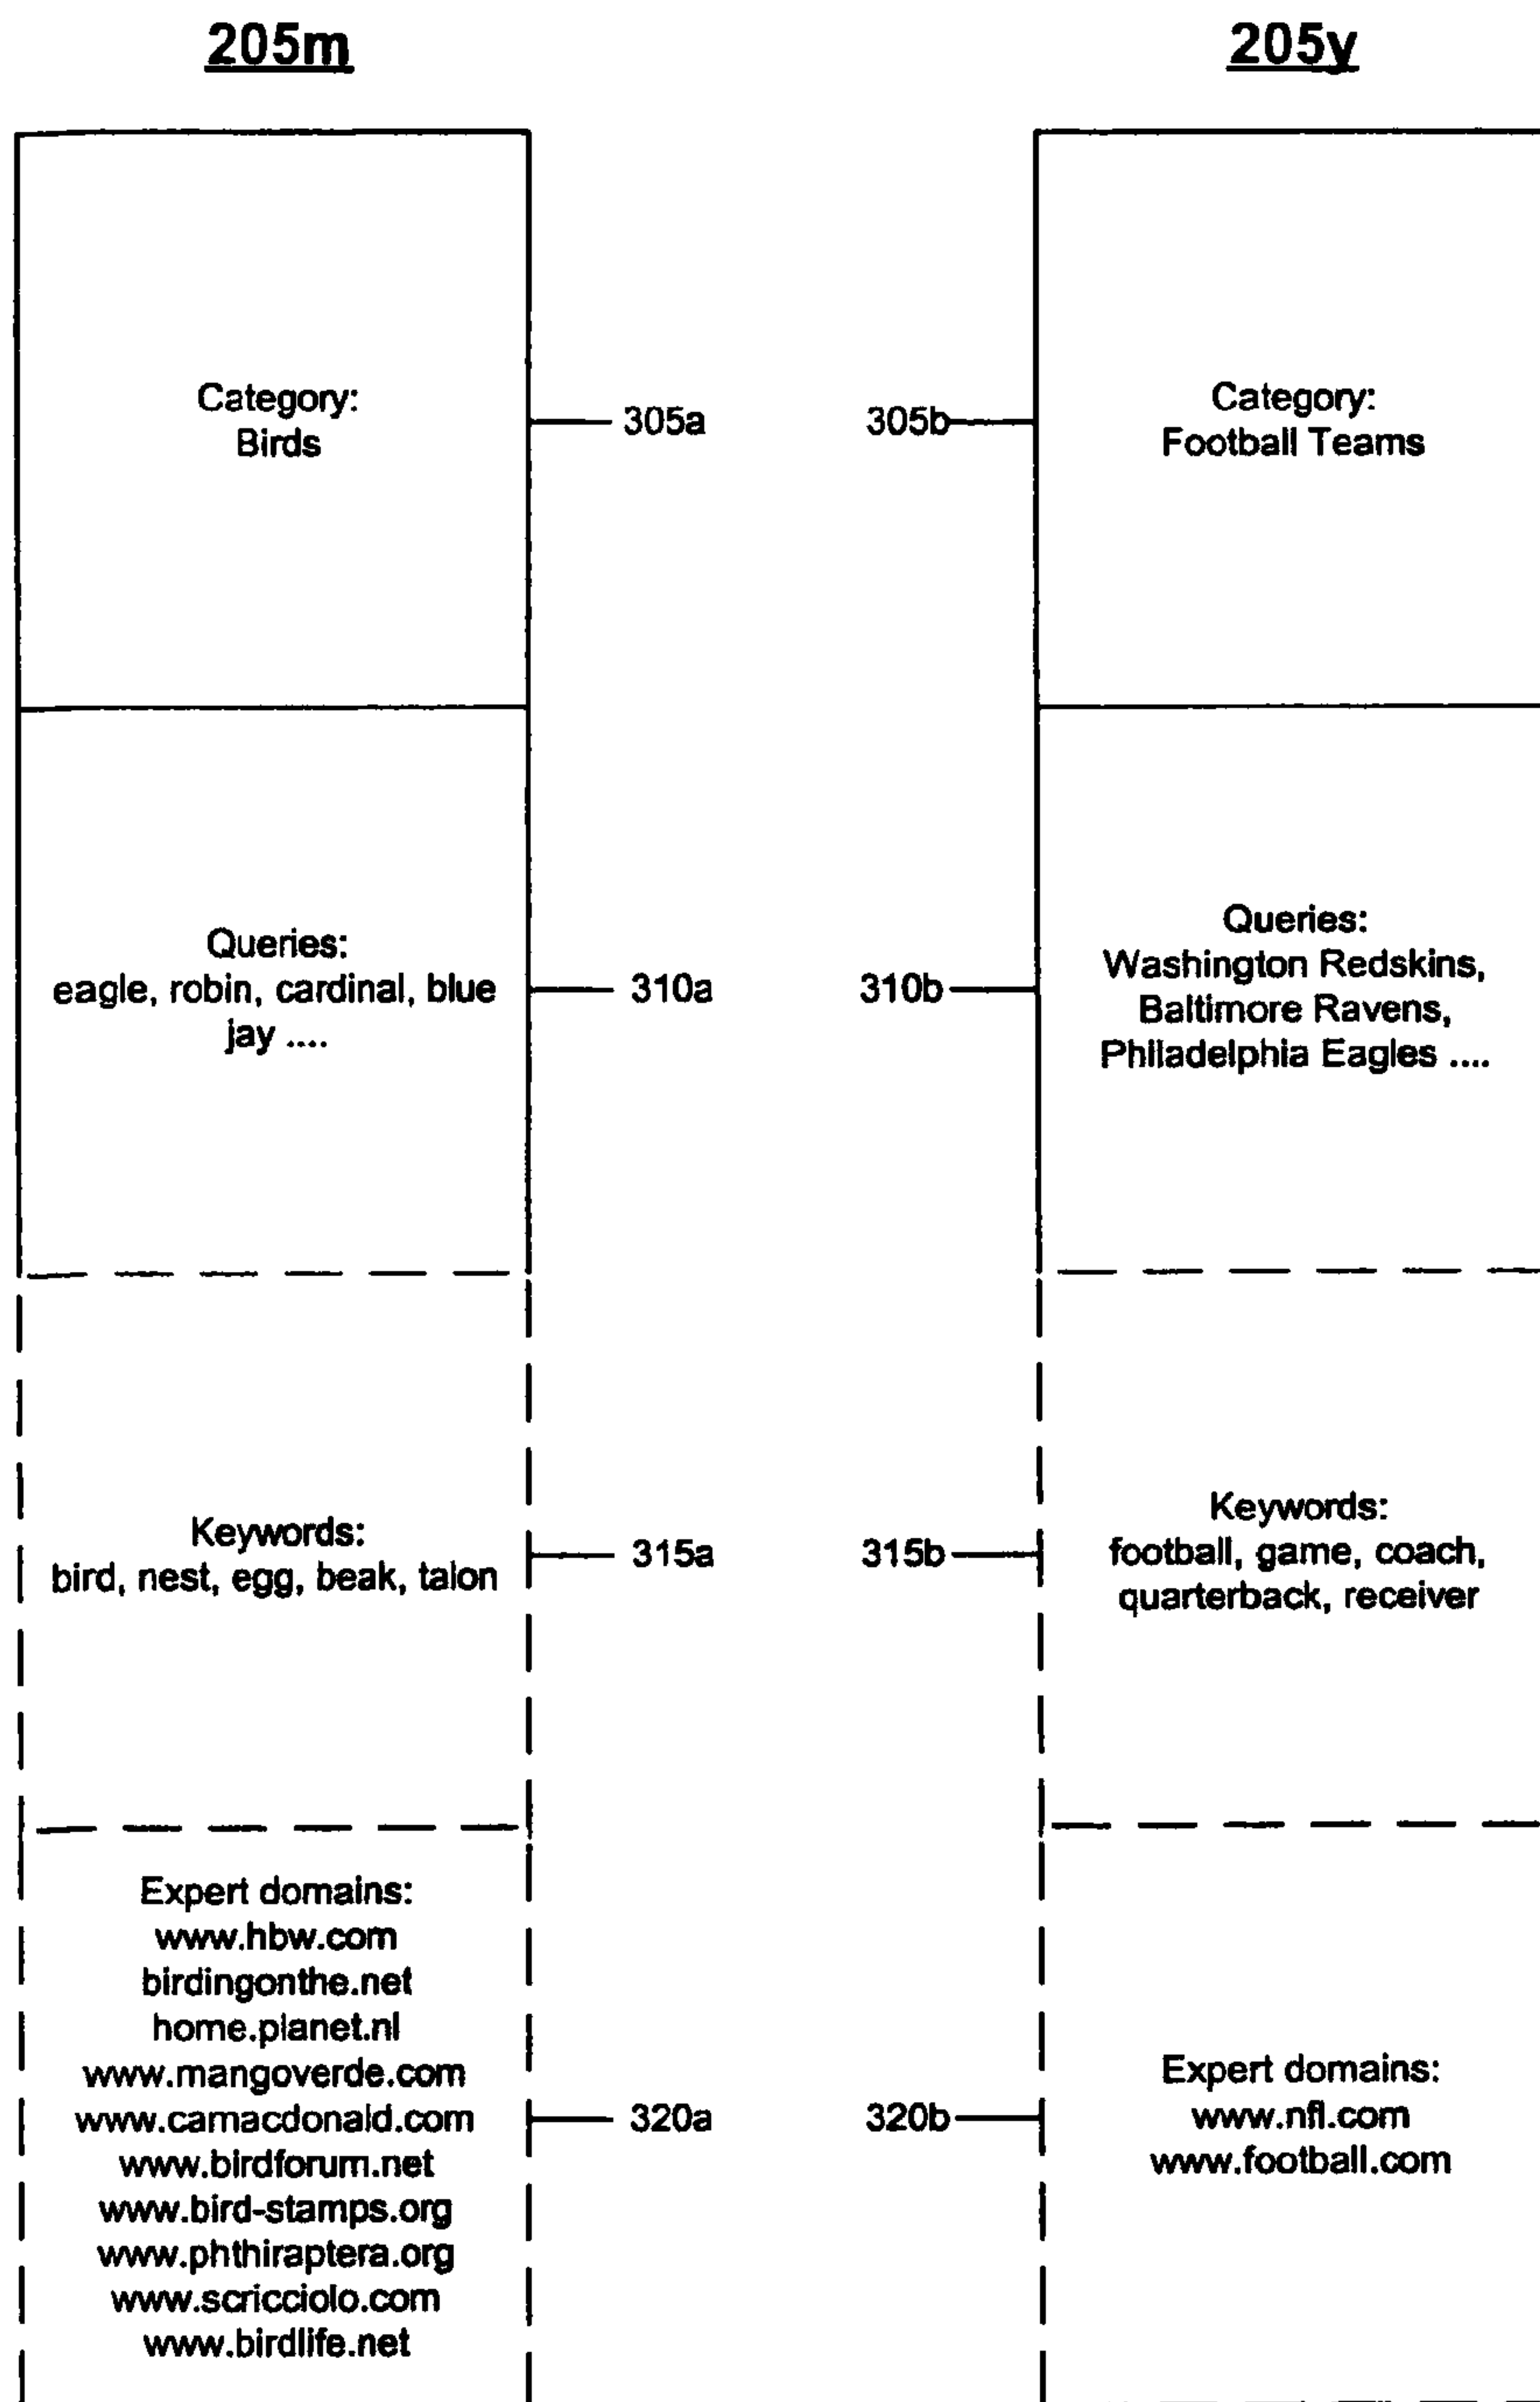 205m
Category:
Birds
305a
Queries:
eagle, robin, cardinal, blue
jay ....
310a
Keywords:
bird, nest, egg, beak, talon
315a
Expert domains:
www.hbw.com
birdingonthe.net
home.planet.nl
www.mangoverde.com
www.camacdonald.com
www.birdforum.net
www.bird-stamps.org
www.phthiraptera.org
www.scricciolo.com
www.birdlife.net
320a
205y
305b
Category:
Football Teams
310b
Queries:
Washington Redskins,
Baltimore Ravens,
Philadelphia Eagles ....
315b
Keywords:
football, game, coach,
quarterback, receiver
320b
Expert domains:
www.nfl.com
www.football.com